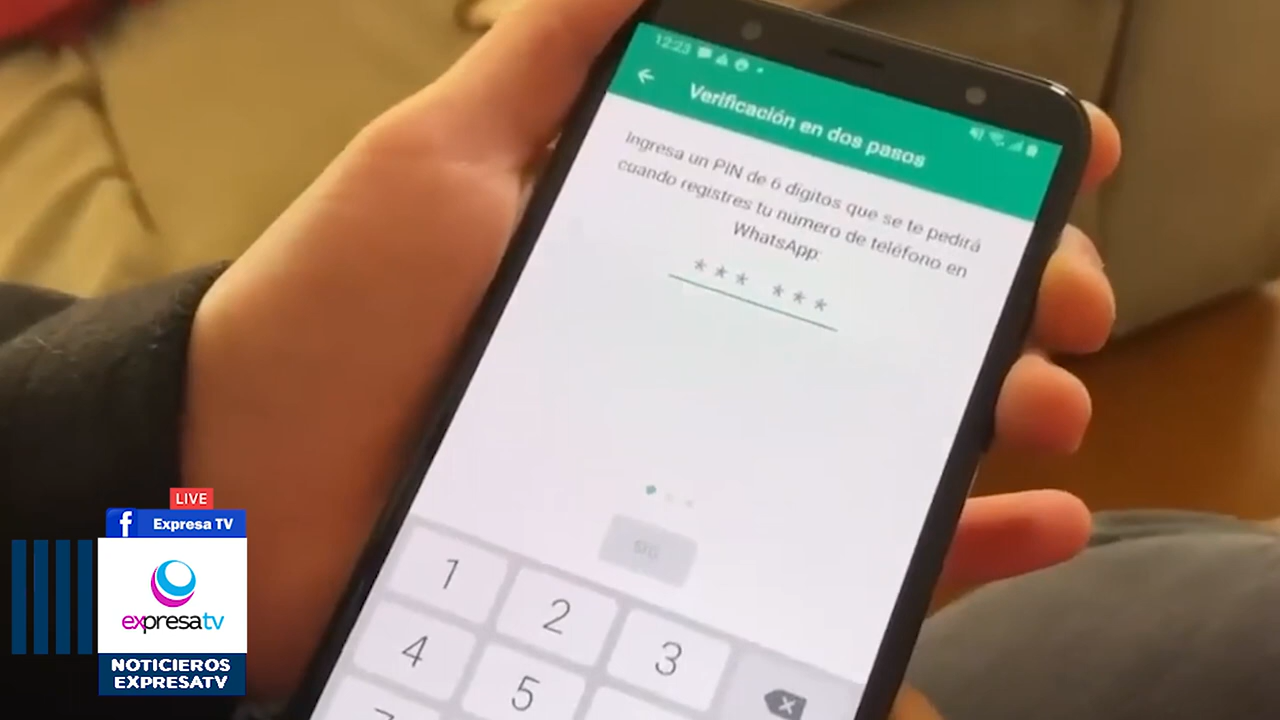 12:23
Verificación en dos pasos
Ingresa un PIN de 6 dígitos que se te pedirá
cuando registres tu número de teléfono en
WhatsApp:
*** ***
1
2
3
4
5
LIVE
f Expresa TV
expresatv
NOTICIEROS
EXPRESATV